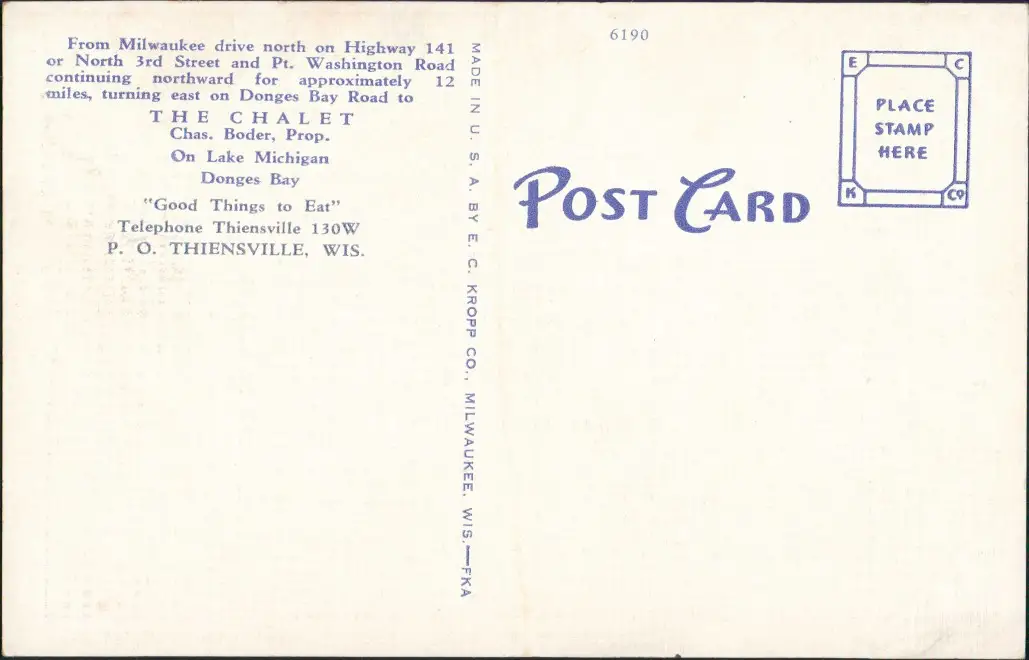 From Milwaukee drive north on Highway 141
or North 3rd Street and Pt. Washington Road
continuing northward for approximately 12
miles, turning east on Donges Bay Road to
THE CHALET
Chas. Boder, Prop.
On Lake Michigan
Donges Bay
"Good Things to Eat"
Telephone Thiensville 130W
P. O. THIENSVILLE, WIS.
MADE IN U. S. A. BY E. C. KROPP CO., MILWAUKEE, WIS.—FKA
6190
POST CARD
E C
PLACE
STAMP
HERE
K CO